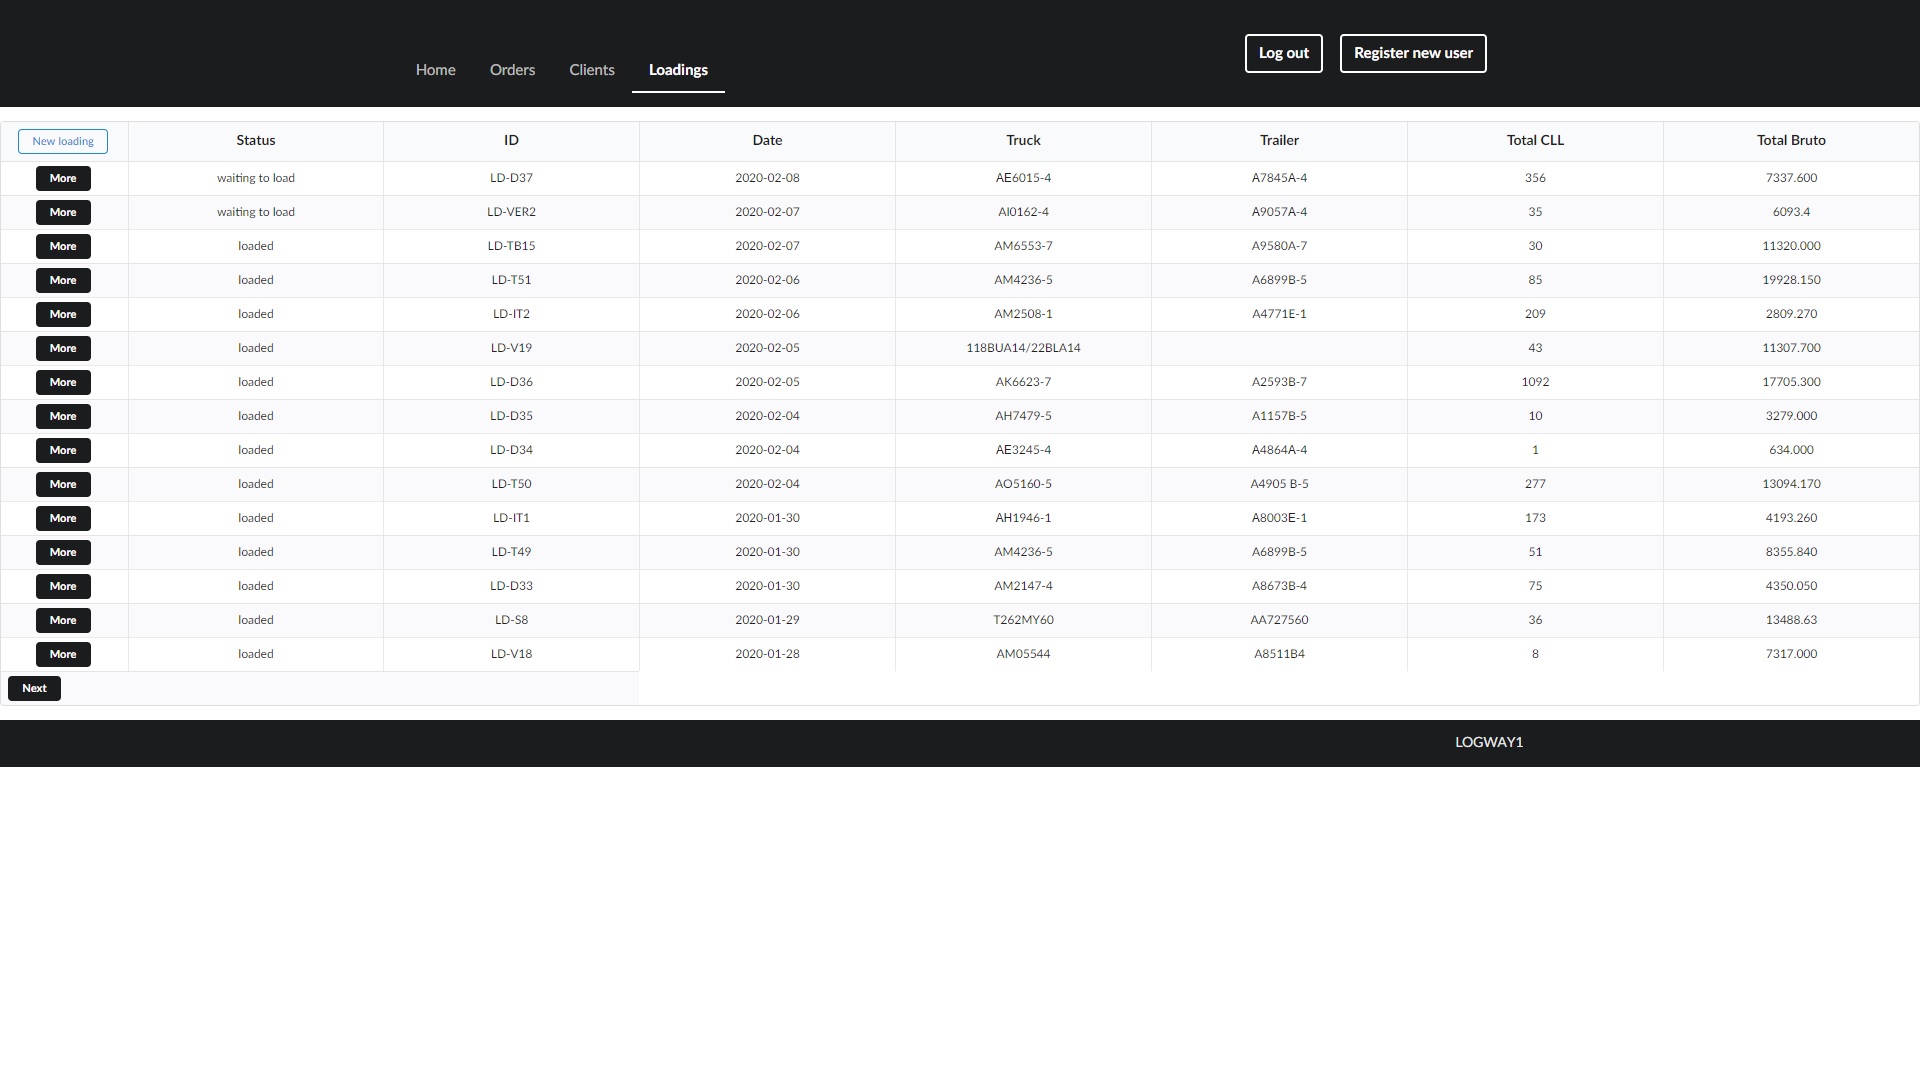 Home Orders Clients Loadings Log out Register new user
New loading Status ID Date Truck Trailer Total CLL Total Bruto
More waiting to load LD-D37 2020-02-08 AE6015-4 A7845A-4 356 7337.600
More waiting to load LD-VER2 2020-02-07 AI0162-4 A9057A-4 35 6093.4
More loaded LD-TB15 2020-02-07 AM6553-7 A9580A-7 30 11320.000
More loaded LD-T51 2020-02-06 AM4236-5 A6899B-5 85 19928.150
More loaded LD-IT2 2020-02-06 AM2508-1 A4771E-1 209 2809.270
More loaded LD-V19 2020-02-05 118BUA14/22BLA14 43 11307.700
More loaded LD-D36 2020-02-05 AK6623-7 A2593B-7 1092 17705.300
More loaded LD-D35 2020-02-04 AH7479-5 A1157B-5 10 3279.000
More loaded LD-D34 2020-02-04 AE3245-4 A4864A-4 1 634.000
More loaded LD-T50 2020-02-04 AO5160-5 A4905 B-5 277 13094.170
More loaded LD-IT1 2020-01-30 AH1946-1 A8003E-1 173 4193.260
More loaded LD-T49 2020-01-30 AM4236-5 A6899B-5 51 8355.840
More loaded LD-D33 2020-01-30 AM2147-4 A8673B-4 75 4350.050
More loaded LD-S8 2020-01-29 T262MY60 AA727560 36 13488.63
More loaded LD-V18 2020-01-28 AM05544 A8511B4 8 7317.000
Next
LOGWAY1